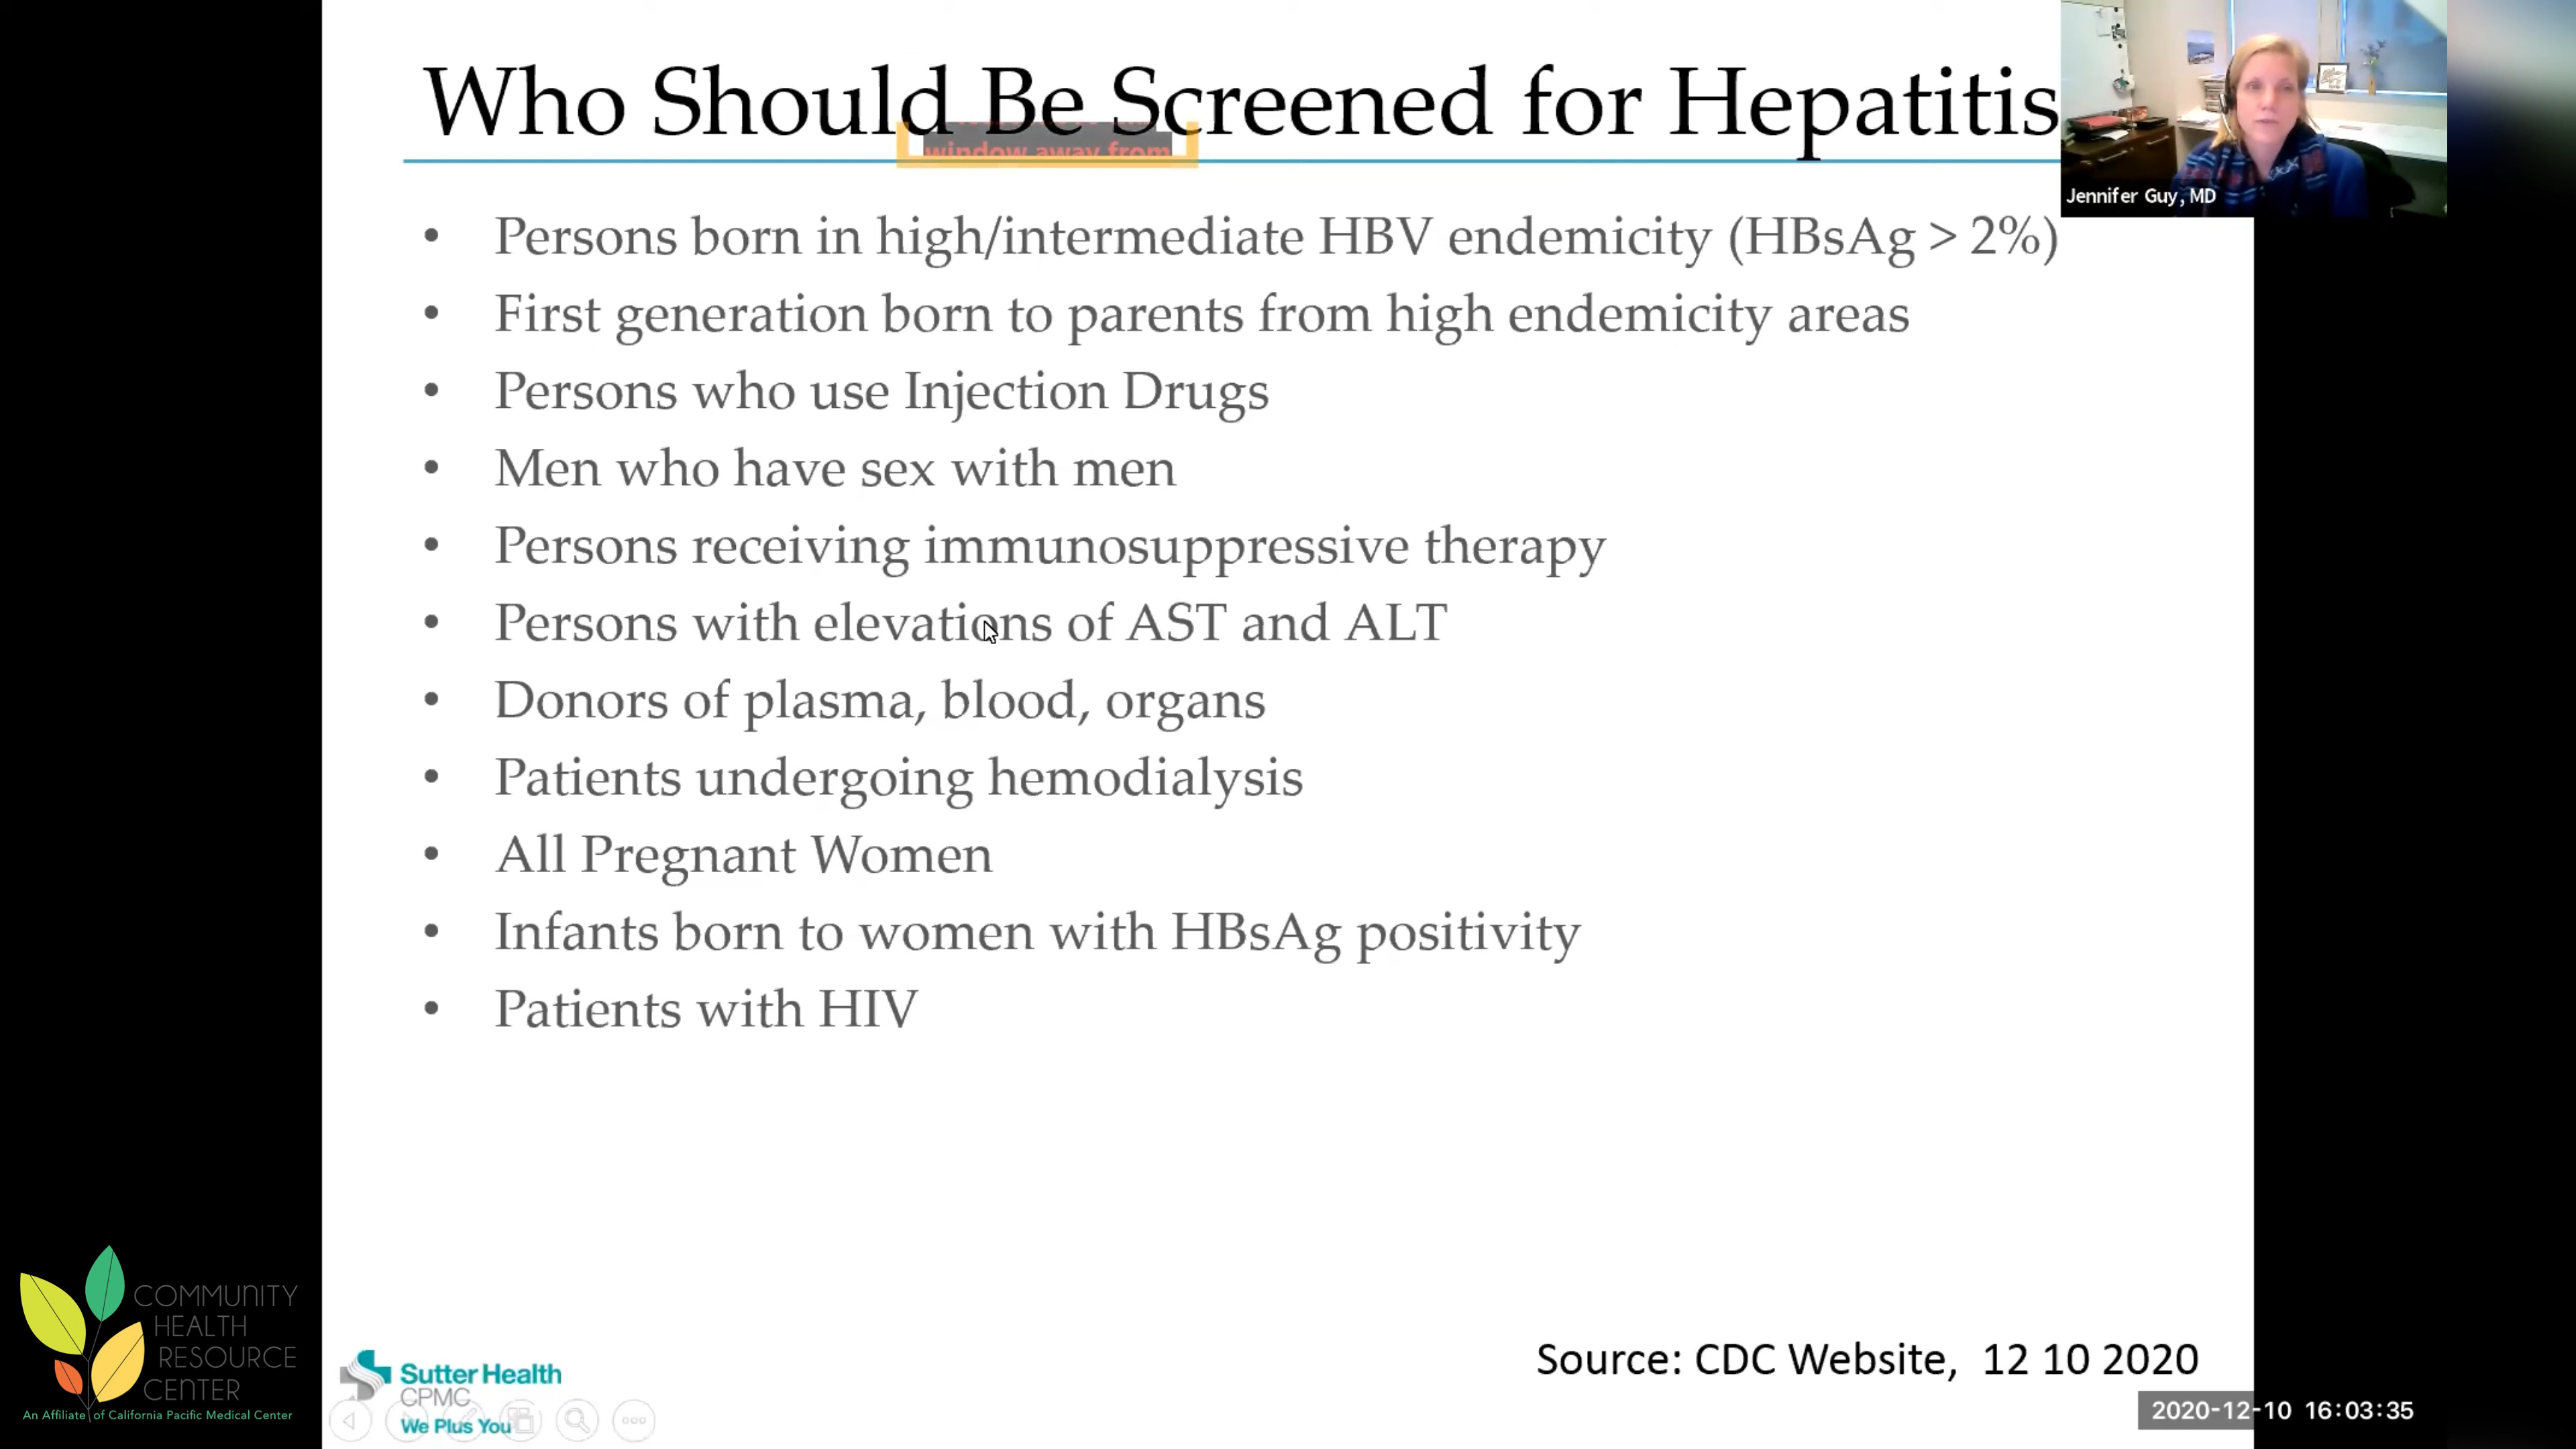 Who Should Be Screened for Hepatitis
window away from
Jennifer Guy, MD
• Persons born in high/intermediate HBV endemicity (HBsAg > 2%)
• First generation born to parents from high endemicity areas
• Persons who use Injection Drugs
• Men who have sex with men
• Persons receiving immunosuppressive therapy
• Persons with elevations of AST and ALT
• Donors of plasma, blood, organs
• Patients undergoing hemodialysis
• All Pregnant Women
• Infants born to women with HBsAg positivity
• Patients with HIV
COMMUNITY
HEALTH
RESOURCE
CENTER
An Affiliate of California Pacific Medical Center
Sutter Health
CPMC
We Plus You
Source: CDC Website, 12 10 2020
2020-12-10 16:03:35